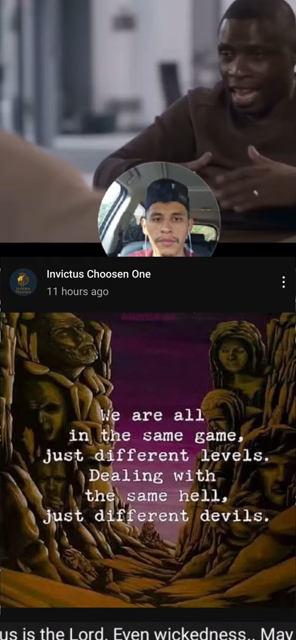 Invictus Choosen One
11 hours ago
We are all
in the same game,
just different levels.
Dealing with
the same hell,
just different devils.
us is the Lord. Even wickedness.. May